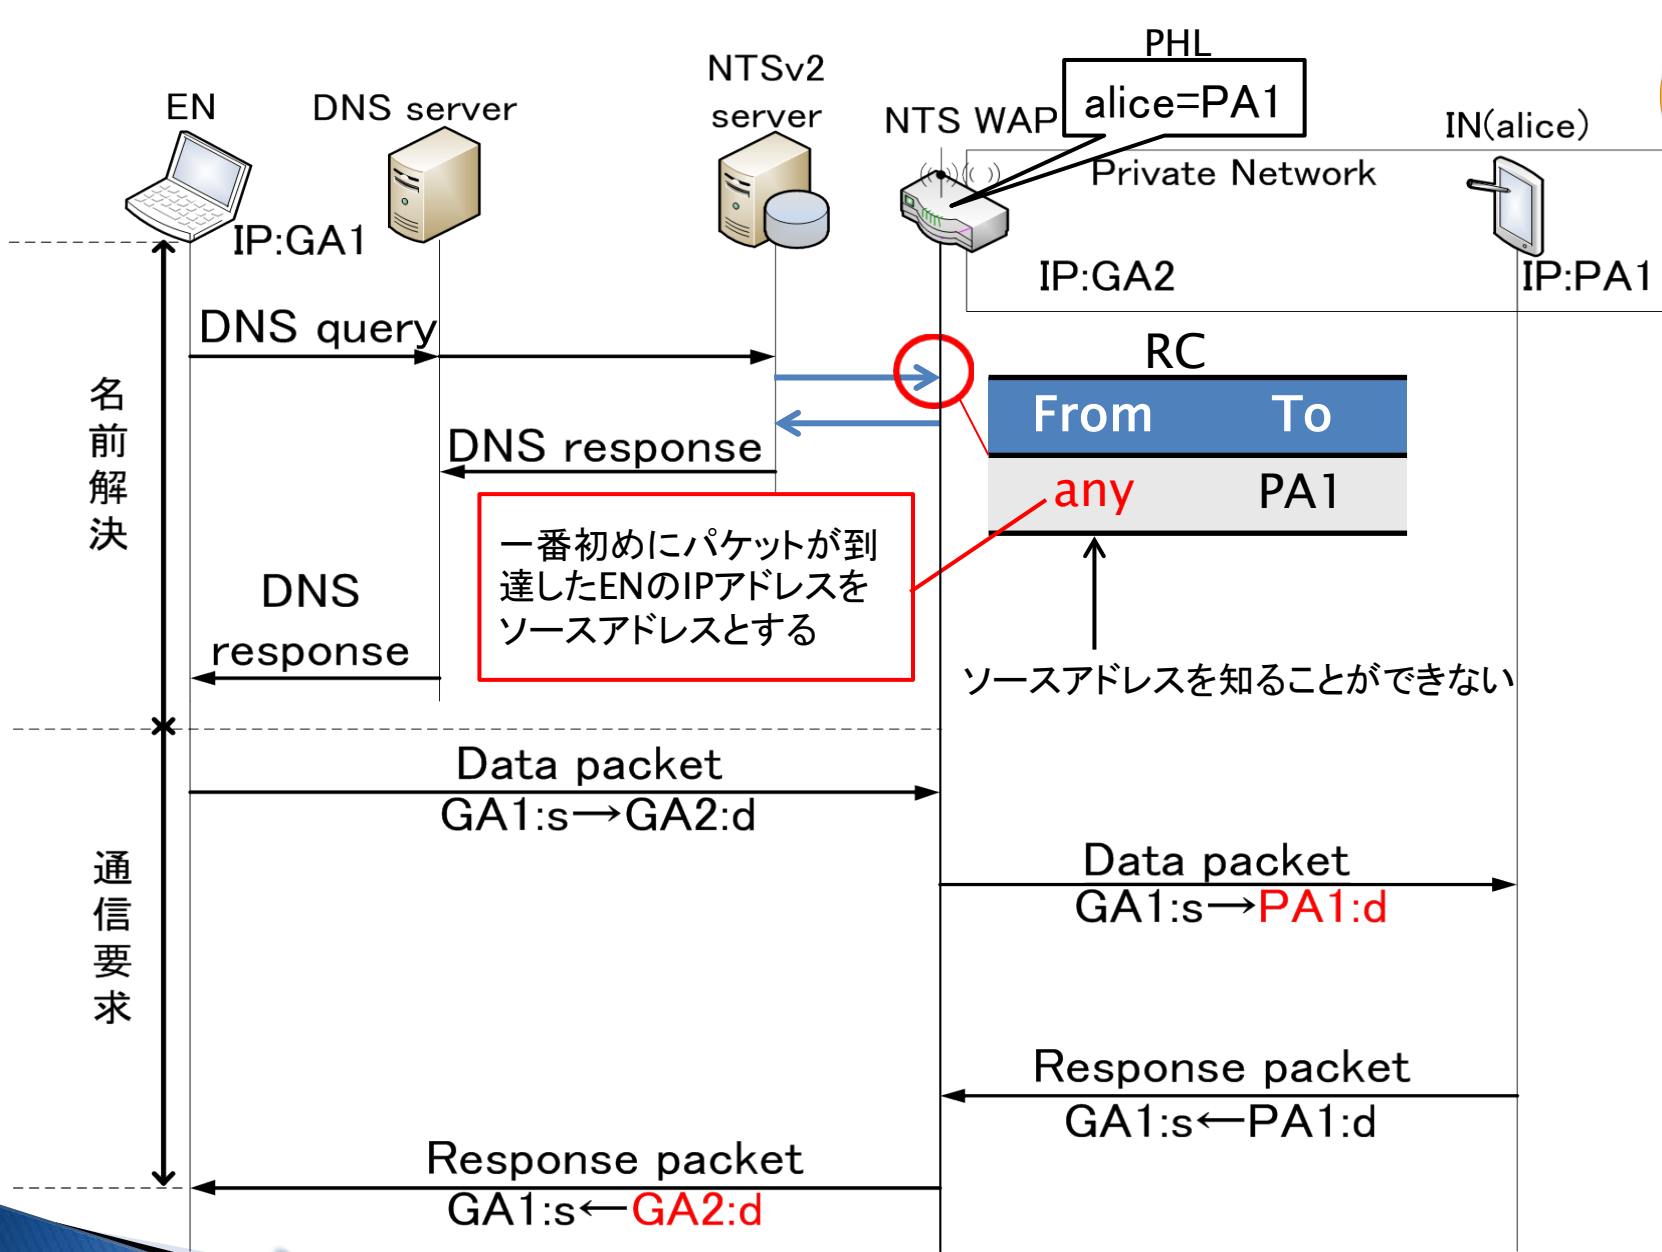 EN
DNS server
NTSv2
server
NTS WAP
PHL
alice=PA1
IN(alice)
Private Network
IP:GA1
IP:GA2
IP:PA1
名前解決
DNS query
RC
From To
any PA1
DNS response
一番初めにパケットが到
達したENのIPアドレスを
ソースアドレスとする
DNS
response
ソースアドレスを知ることができない
通信要求
Data packet
GA1:s→GA2:d
Data packet
GA1:s→PA1:d
Response packet
GA1:s←PA1:d
Response packet
GA1:s←GA2:d